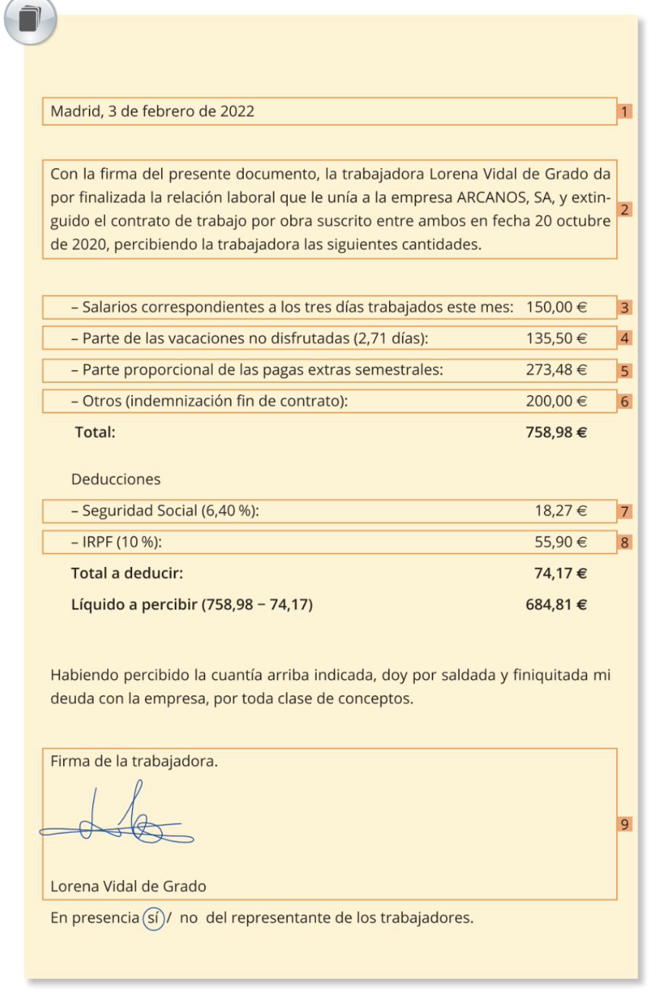 Madrid, 3 de febrero de 2022
1
Con la firma del presente documento, la trabajadora Lorena Vidal de Grado da
por finalizada la relación laboral que le unía a la empresa ARCANOS, SA, y extin-
guido el contrato de trabajo por obra suscrito entre ambos en fecha 20 octubre
de 2020, percibiendo la trabajadora las siguientes cantidades.
2
– Salarios correspondientes a los tres días trabajados este mes: 150,00 € 3
– Parte de las vacaciones no disfrutadas (2,71 días): 135,50 € 4
– Parte proporcional de las pagas extras semestrales: 273,48 € 5
– Otros (indemnización fin de contrato): 200,00 € 6
Total: 758,98 €
Deducciones
– Seguridad Social (6,40 %): 18,27 € 7
– IRPF (10 %): 55,90 € 8
Total a deducir: 74,17 €
Líquido a percibir (758,98 − 74,17) 684,81 €
Habiendo percibido la cuantía arriba indicada, doy por saldada y finiquitada mi
deuda con la empresa, por toda clase de conceptos.
Firma de la trabajadora.
9
Lorena Vidal de Grado
En presencia sí / no del representante de los trabajadores.